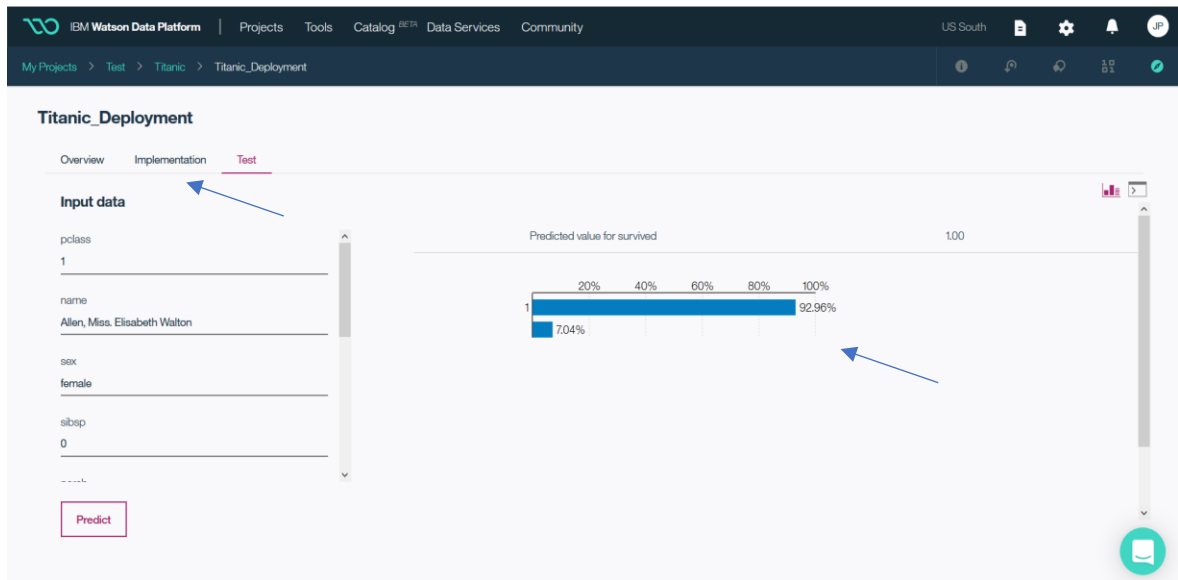 IBM Watson Data Platform | Projects Tools Catalog BETA Data Services Community US South JP
My Projects > Test > Titanic > Titanic_Deployment
Titanic_Deployment
Overview Implementation Test
Input data
pclass
1
name
Allen, Miss. Elisabeth Walton
sex
female
sibsp
0
Predict
Predicted value for survived 1.00
20% 40% 60% 80% 100%
1 92.96%
7.04%